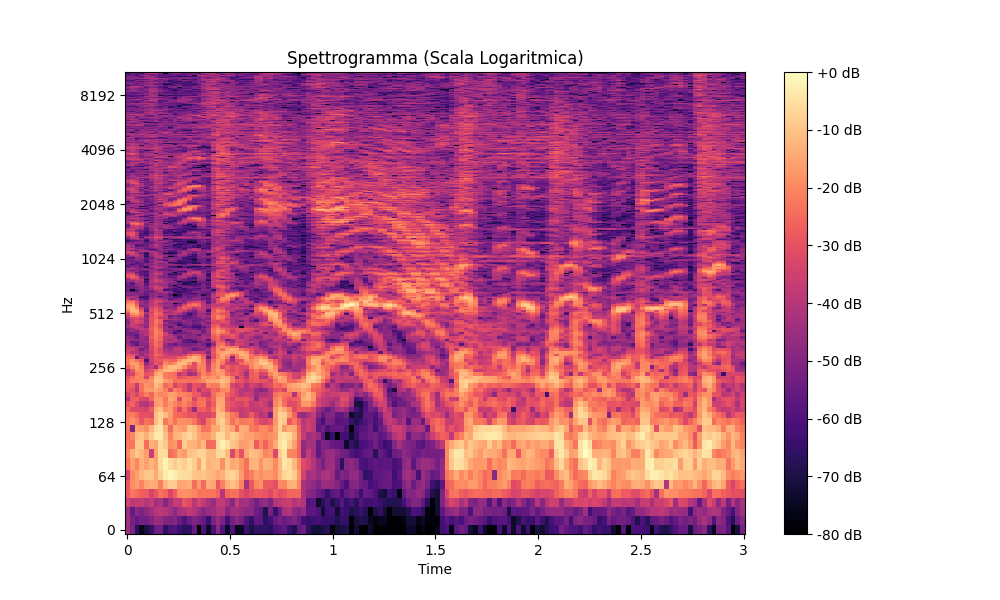 Spettrogramma (Scala Logaritmica)
Hz
8192
4096
2048
1024
512
256
128
64
0
0 0.5 1 1.5 2 2.5 3
Time
+0 dB
-10 dB
-20 dB
-30 dB
-40 dB
-50 dB
-60 dB
-70 dB
-80 dB